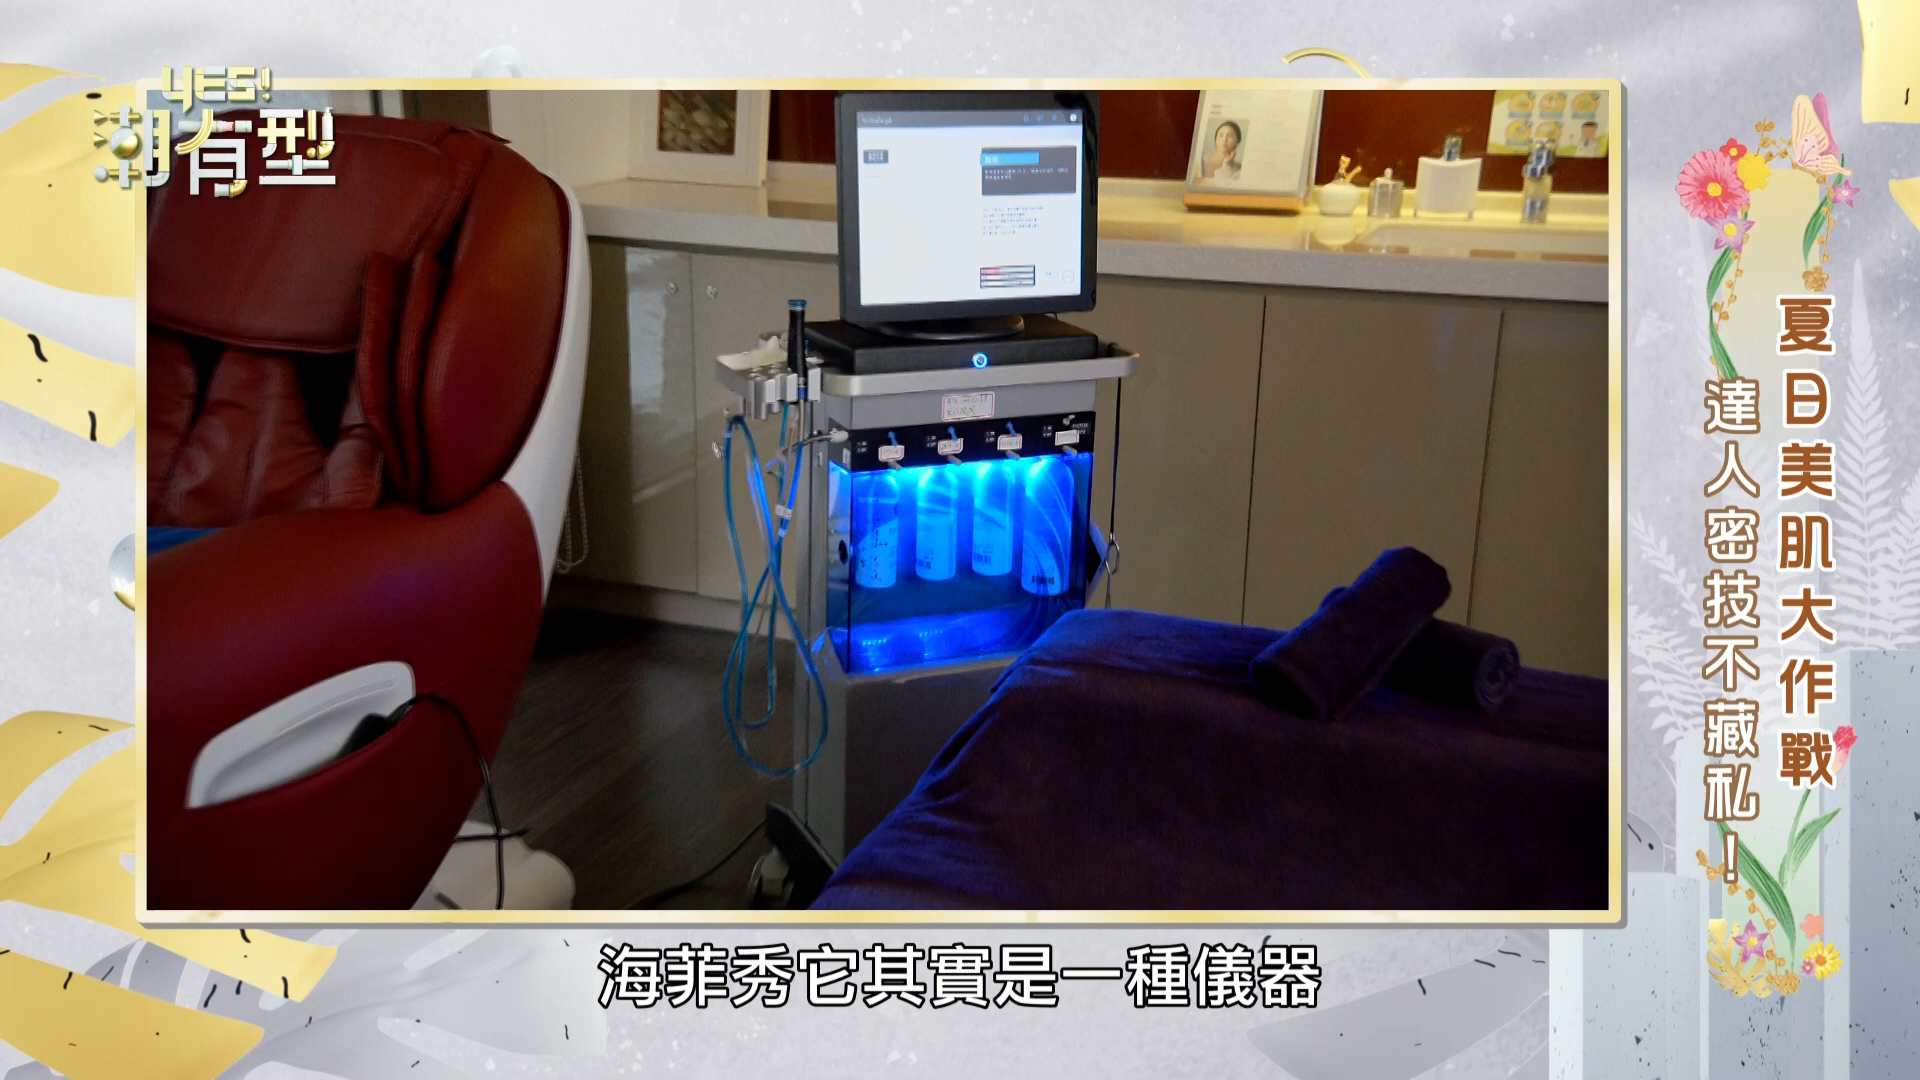 YES!
潮有型
夏日美肌大作戰
達人密技不藏私！
海菲秀它其實是一種儀器